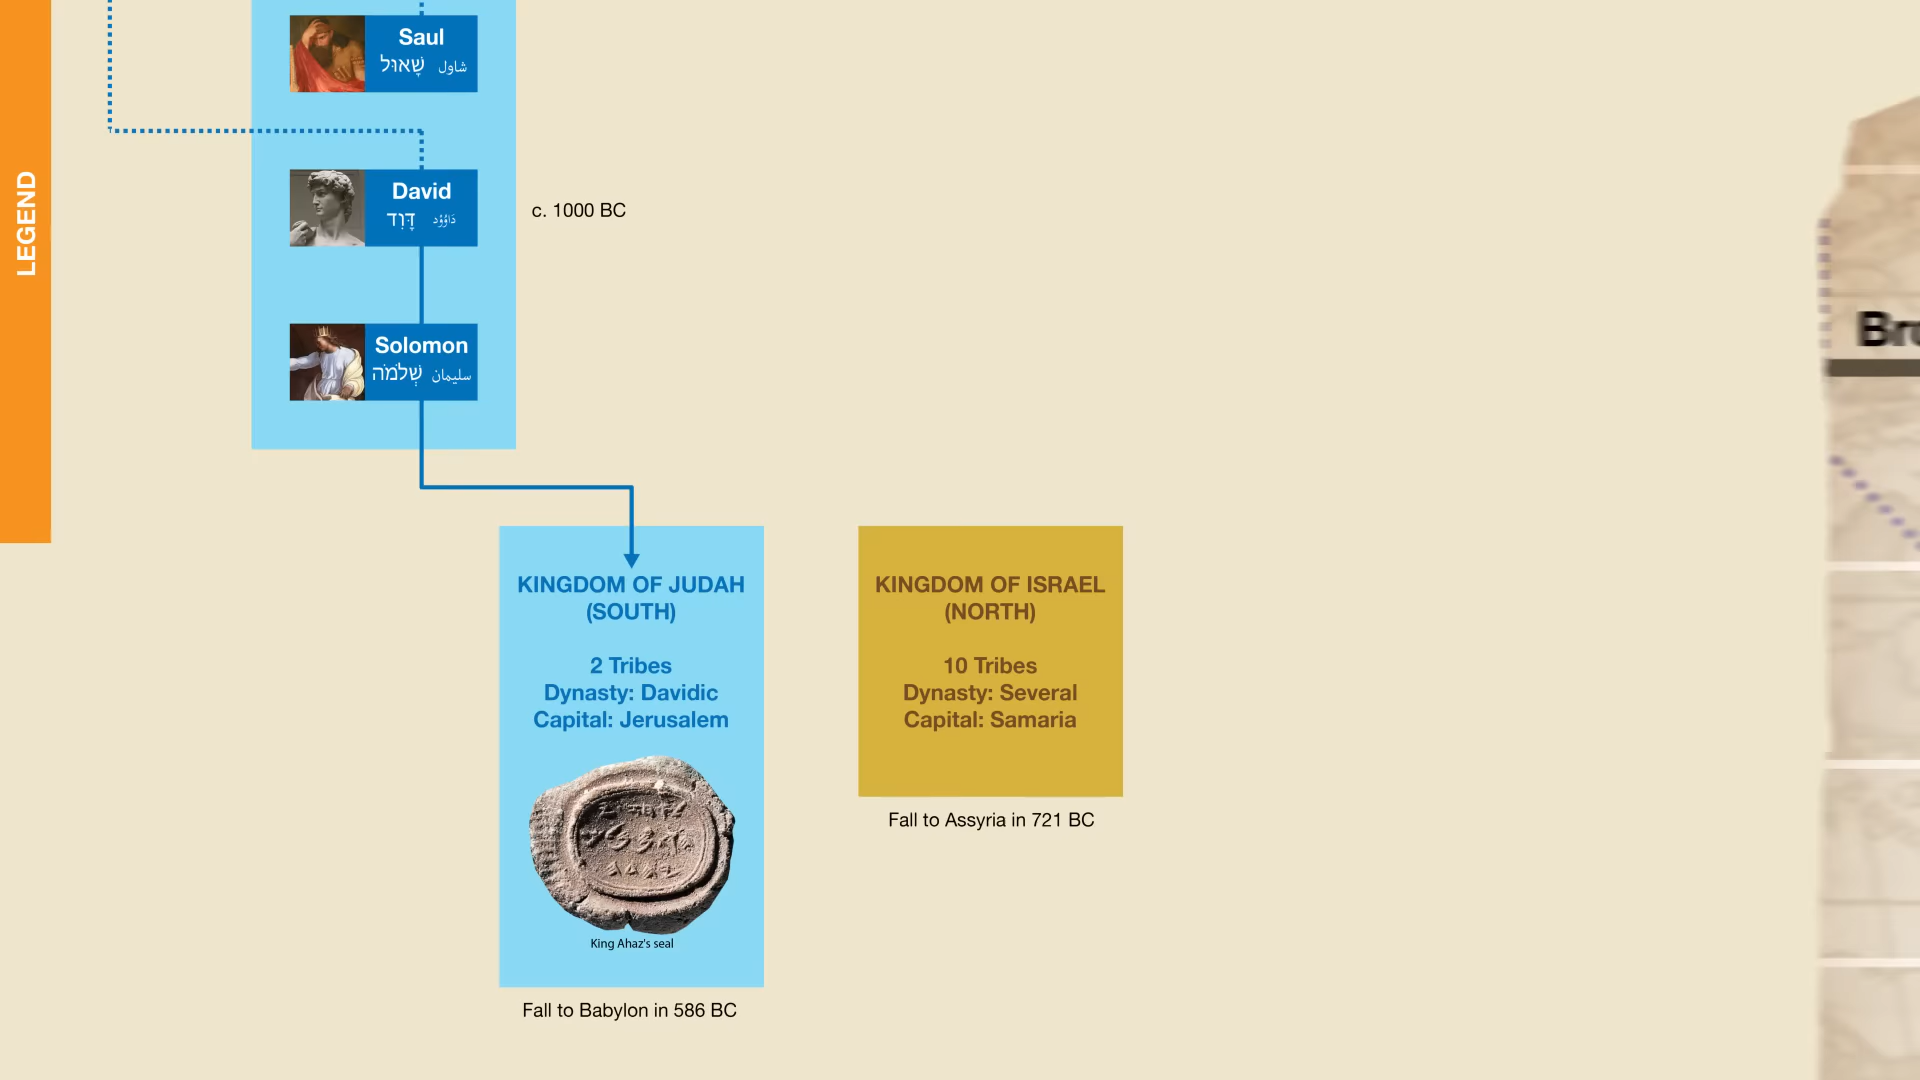 LEGEND
Saul
שָׁאוּל شاول
David
דָּוִד دَاوُۥد
c. 1000 BC
Solomon
שְׁלֹמֹה سليمان
KINGDOM OF JUDAH
(SOUTH)
2 Tribes
Dynasty: Davidic
Capital: Jerusalem
King Ahaz's seal
Fall to Babylon in 586 BC
KINGDOM OF ISRAEL
(NORTH)
10 Tribes
Dynasty: Several
Capital: Samaria
Fall to Assyria in 721 BC